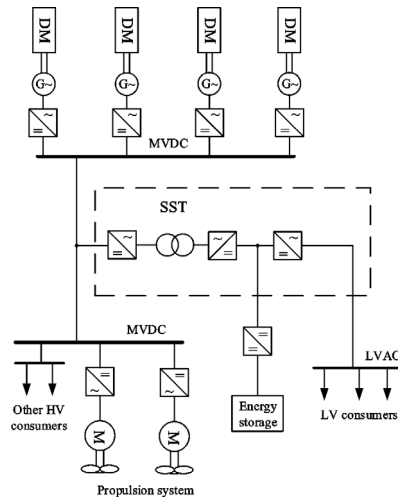 DM DM DM DM
G~ G~ G~ G~
MVDC
SST
MVDC
LVAC
Other HV
consumers
Energy
storage
LV consumers
M M
Propulsion system